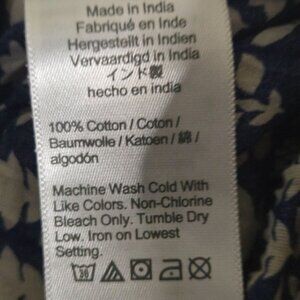 Made in India
Fabriqué en Inde
Hergestellt in Indien
Vervaardigd in India
インド製
hecho en india
100% Cotton / Coton /
Baumwolle / Katoen / 綿 /
algodón
Machine Wash Cold With
Like Colors. Non-Chlorine
Bleach Only. Tumble Dry
Low. Iron on Lowest
Setting.
30